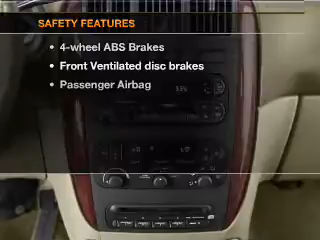 SAFETY FEATURES
• 4-wheel ABS Brakes
• Front Ventilated disc brakes
• Passenger Airbag